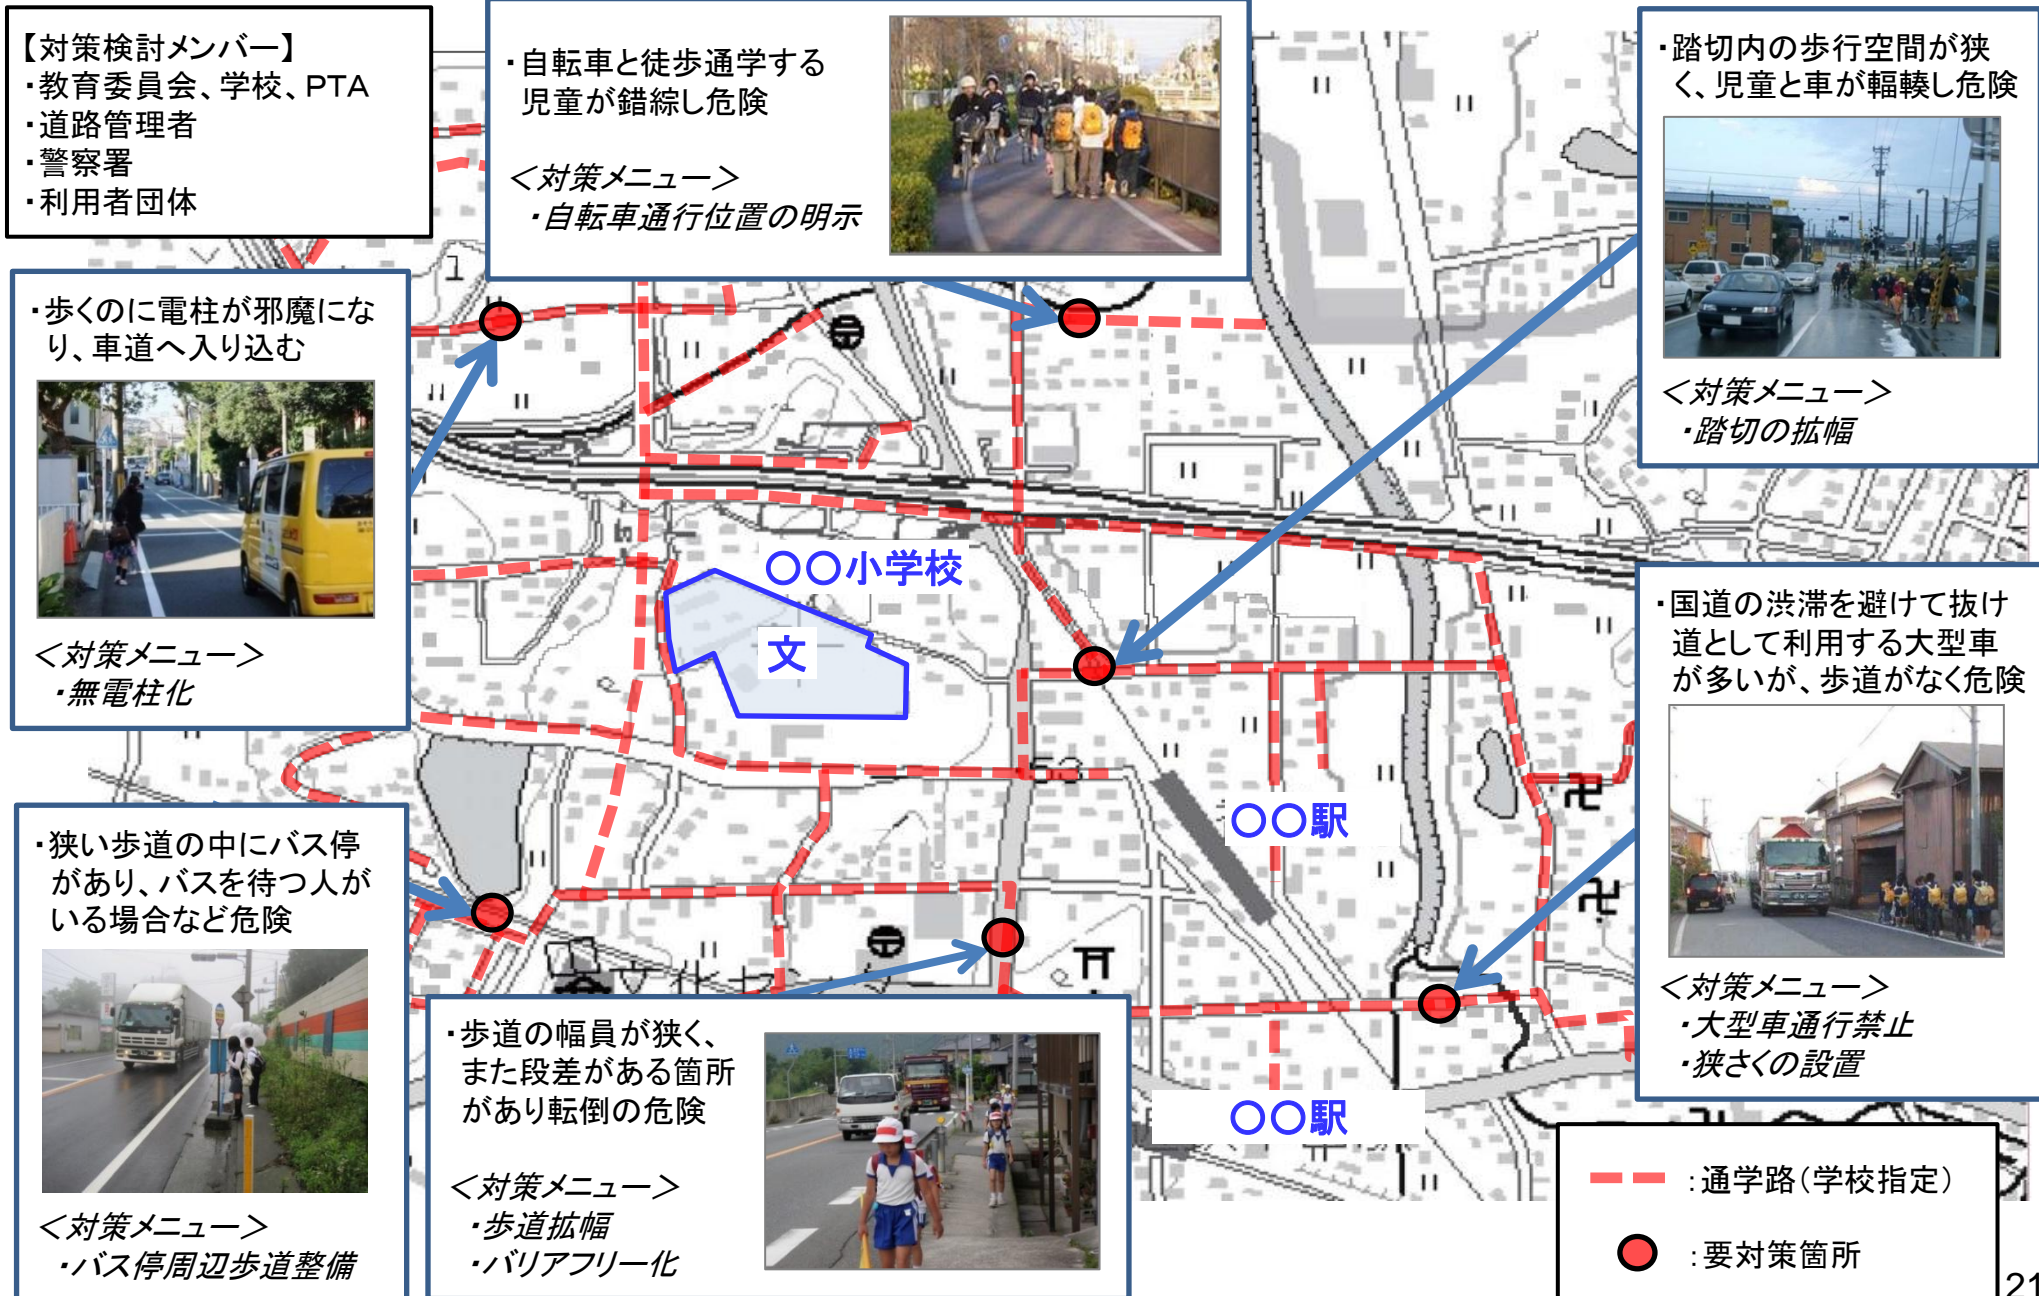 【対策検討メンバー】
・教育委員会、学校、PTA
・道路管理者
・警察署
・利用者団体
・自転車と徒歩通学する
児童が錯綜し危険
＜対策メニュー＞
・自転車通行位置の明示
・踏切内の歩行空間が狭
く、児童と車が輻輳し危険
＜対策メニュー＞
・踏切の拡幅
・歩くのに電柱が邪魔にな
り、車道へ入り込む
＜対策メニュー＞
・無電柱化
〇〇小学校
文
・国道の渋滞を避けて抜け
道として利用する大型車
が多いが、歩道がなく危険
＜対策メニュー＞
・大型車通行禁止
・狭さくの設置
53
〇〇駅
・狭い歩道の中にバス停
があり、バスを待つ人が
いる場合など危険
＜対策メニュー＞
・バス停周辺歩道整備
・歩道の幅員が狭く、
また段差がある箇所
があり転倒の危険
＜対策メニュー＞
・歩道拡幅
・バリアフリー化
〇〇駅
：通学路（学校指定）
：要対策箇所
21